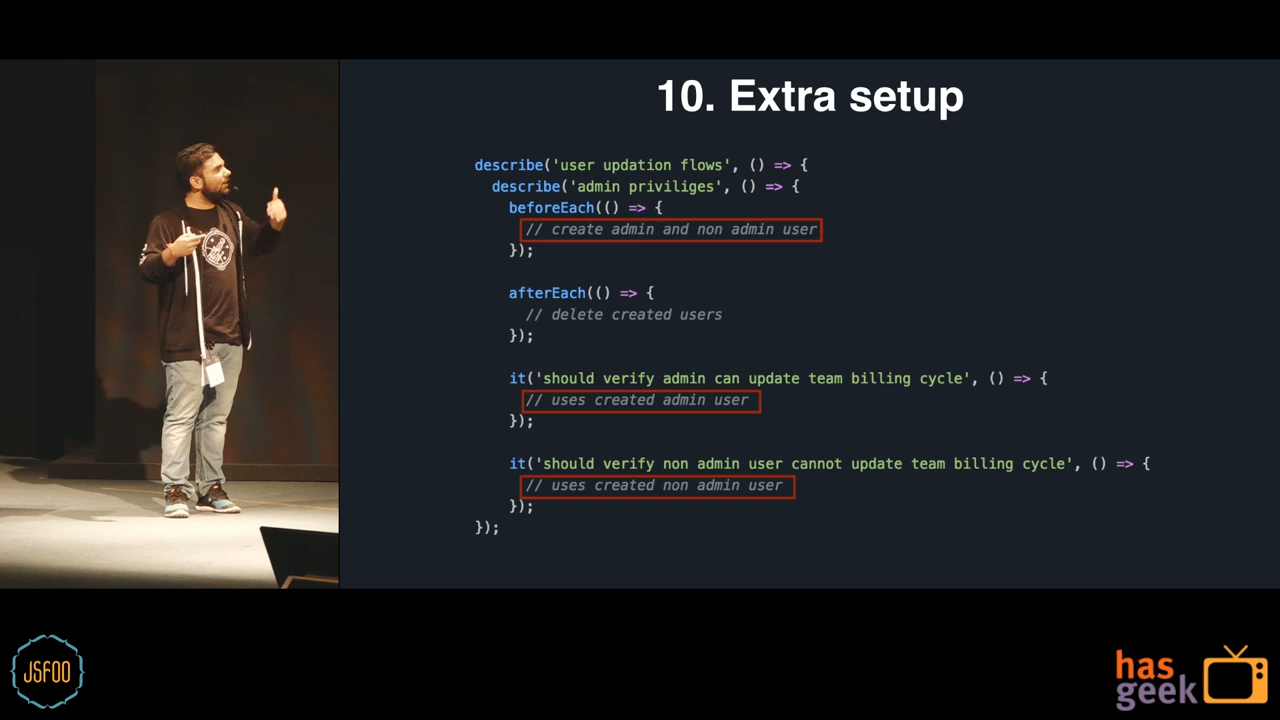 10. Extra setup
describe('user updation flows', () => {
describe('admin priviliges', () => {
beforeEach(() => {
// create admin and non admin user
});
afterEach(() => {
// delete created users
});
it('should verify admin can update team billing cycle', () => {
// uses created admin user
});
it('should verify non admin user cannot update team billing cycle', () => {
// uses created non admin user
});
});
JSFOO
has
geek